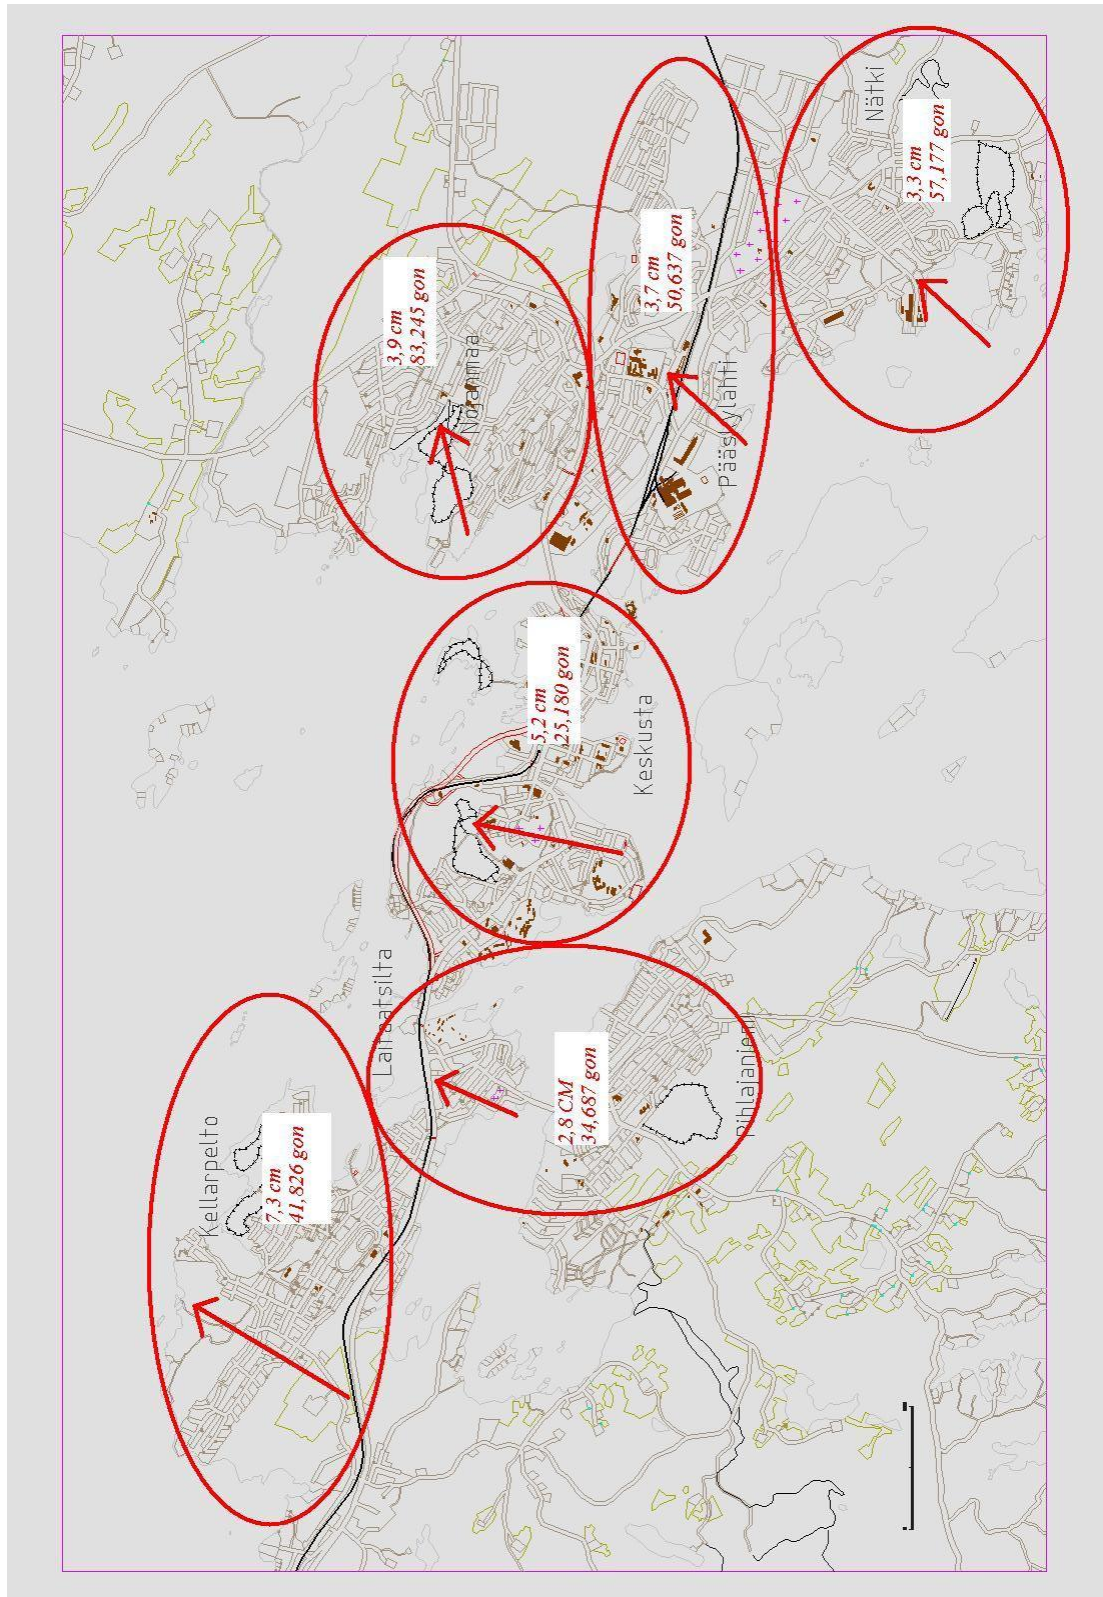 Kellarpelto
7,3 cm
41,826 gon
Laitaatsilta
3,9 cm
83,245 gon
Nojanmaa
5,2 cm
25,180 gon
2,8 CM
34,687 gon
Keskusta
3,7 cm
50,637 gon
Pääskylahti
Pihlajaniemi
Nätki
3,3 cm
57,177 gon